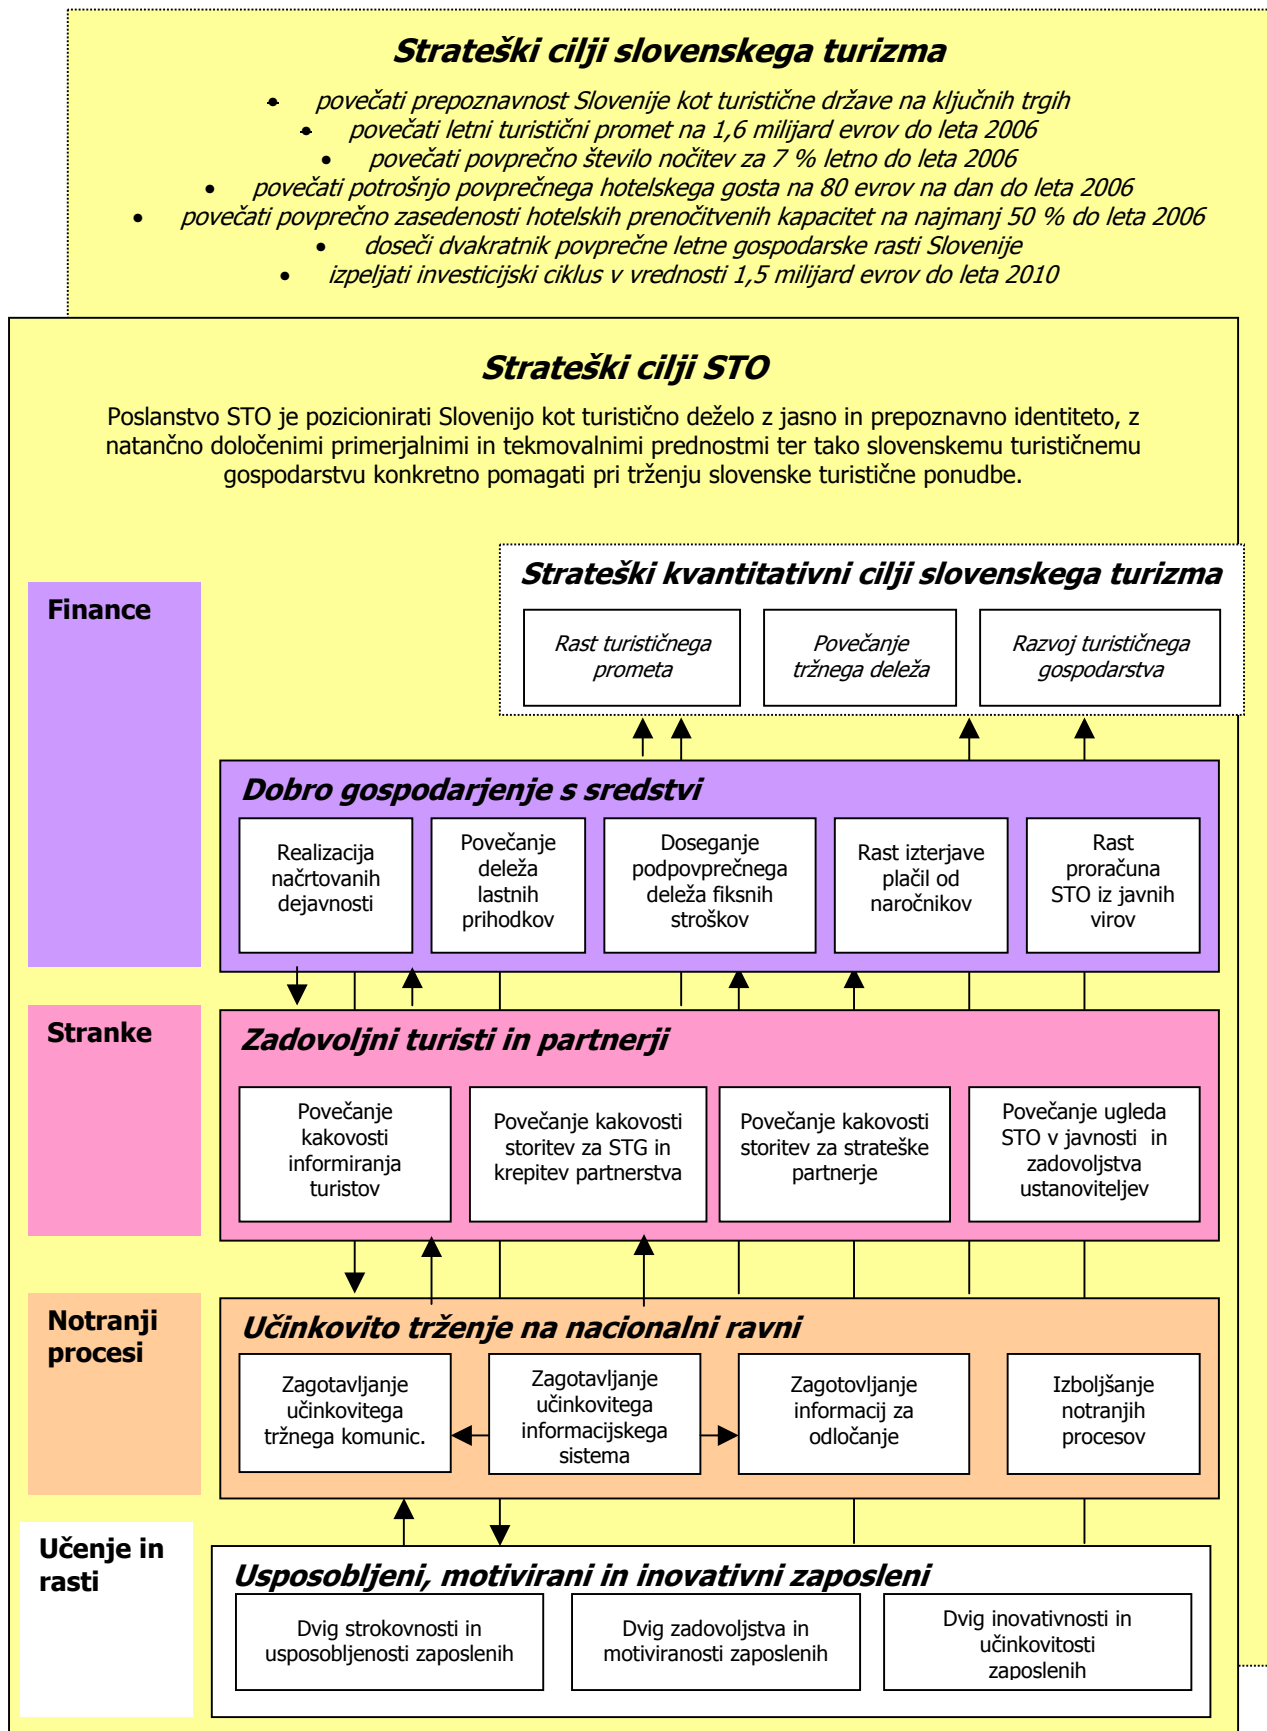 Strateški cilji slovenskega turizma
• povečati prepoznavnost Slovenije kot turistične države na ključnih trgih
• povečati letni turistični promet na 1,6 milijard evrov do leta 2006
• povečati povprečno število nočitev za 7 % letno do leta 2006
• povečati potrošnjo povprečnega hotelskega gosta na 80 evrov na dan do leta 2006
• povečati povprečno zasedenosti hotelskih prenočitvenih kapacitet na najmanj 50 % do leta 2006
• doseči dvakratnik povprečne letne gospodarske rasti Slovenije
• izpeljati investicijski ciklus v vrednosti 1,5 milijard evrov do leta 2010
Strateški cilji STO
Poslanstvo STO je pozicionirati Slovenijo kot turistično deželo z jasno in prepoznavno identiteto, z
natančno določenimi primerjalnimi in tekmovalnimi prednostmi ter tako slovenskemu turističnemu
gospodarstvu konkretno pomagati pri trženju slovenske turistične ponudbe.
Strateški kvantitativni cilji slovenskega turizma
Rast turističnega
prometa
Povečanje
tržnega deleža
Razvoj turističnega
gospodarstva
Finance
Dobro gospodarjenje s sredstvi
Realizacija
načrtovanih
dejavnosti
Povečanje
deleža
lastnih
prihodkov
Doseganje
podpovprečnega
deleža fiksnih
stroškov
Rast izterjave
plačil od
naročnikov
Rast
proračuna
STO iz javnih
virov
Stranke
Zadovoljni turisti in partnerji
Povečanje
kakovosti
informiranja
turistov
Povečanje kakovosti
storitev za STG in
krepitev partnerstva
Povečanje kakovosti
storitev za strateške
partnerje
Povečanje ugleda
STO v javnosti in
zadovoljstva
ustanoviteljev
Notranji
procesi
Učinkovito trženje na nacionalni ravni
Zagotavljanje
učinkovitega
tržnega komunic.
Zagotavljanje
učinkovitega
informacijskega
sistema
Zagotovljanje
informacij za
odločanje
Izboljšanje
notranjih
procesov
Učenje in
rasti
Usposobljeni, motivirani in inovativni zaposleni
Dvig strokovnosti in
usposobljenosti zaposlenih
Dvig zadovoljstva in
motiviranosti zaposlenih
Dvig inovativnosti in
učinkovitosti
zaposlenih